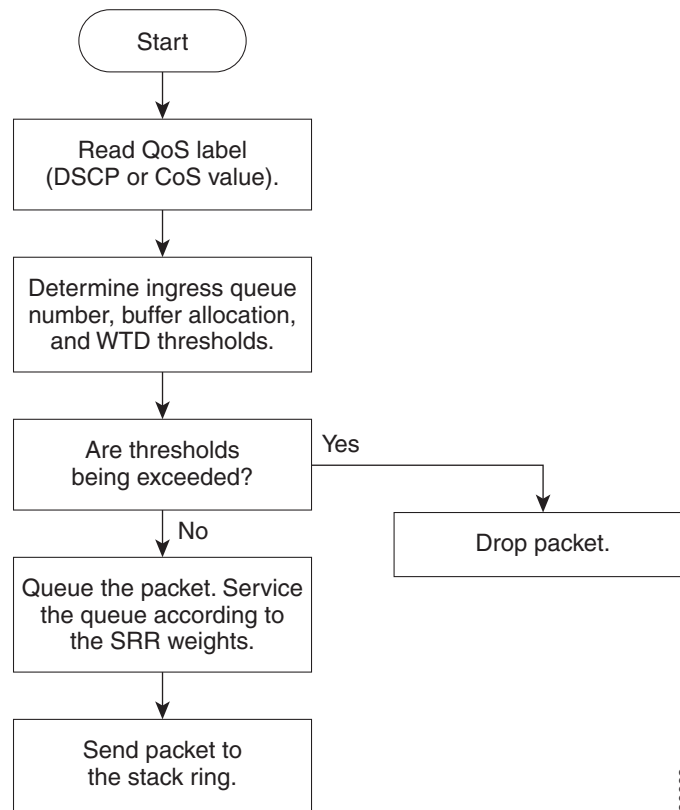 Start
Read QoS label
(DSCP or CoS value).
Determine ingress queue
number, buffer allocation,
and WTD thresholds.
Are thresholds
being exceeded?
Yes
No
Drop packet.
Queue the packet. Service
the queue according to
the SRR weights.
Send packet to
the stack ring.